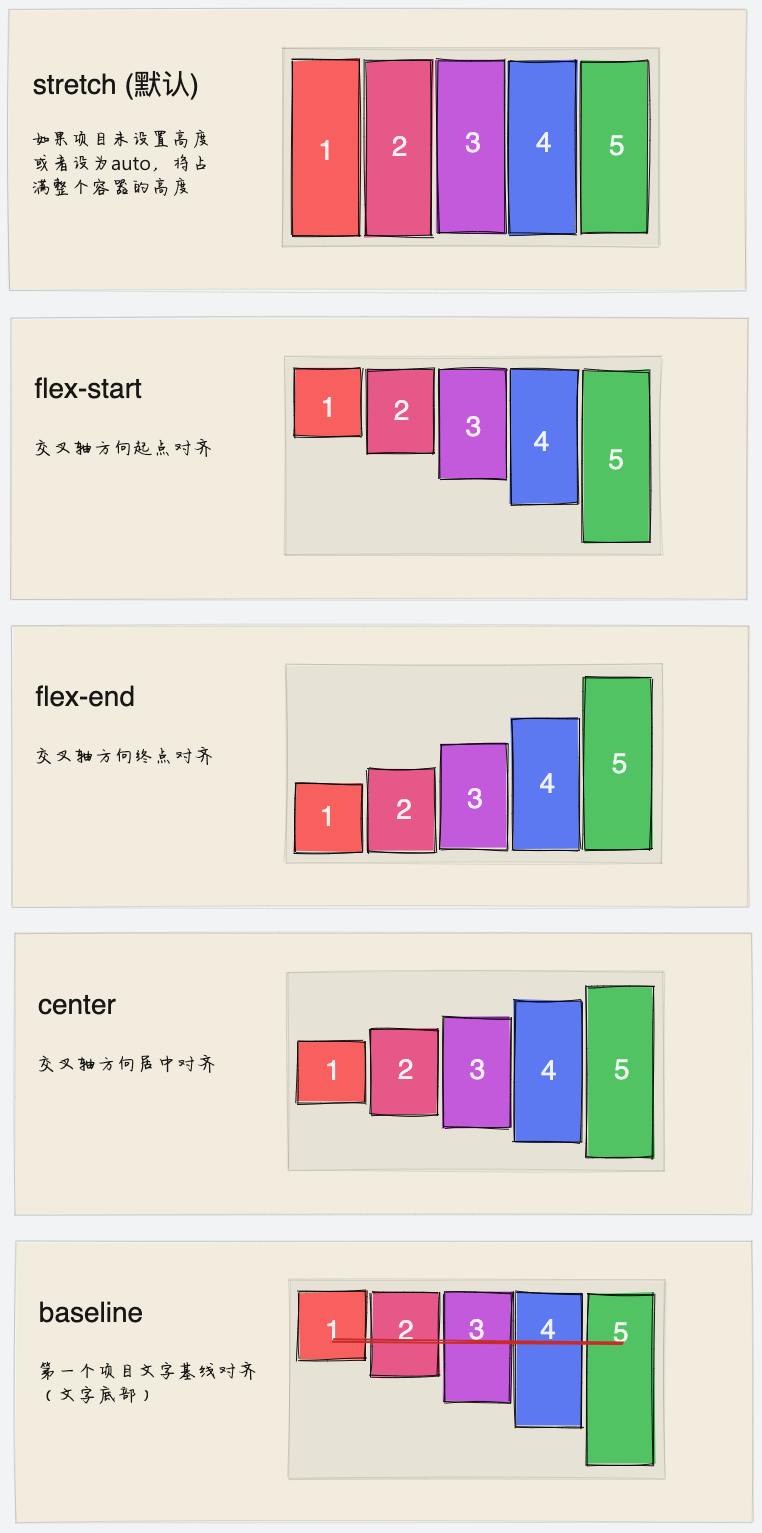 stretch (默认)
如果项目未设置高度
或者设为auto，将占
满整个容器的高度
1 2 3 4 5
flex-start
交叉轴方向起点对齐
1 2 3 4 5
flex-end
交叉轴方向终点对齐
1 2 3 4 5
center
交叉轴方向居中对齐
1 2 3 4 5
baseline
第一个项目文字基线对齐
（文字底部）
1 2 3 4 5